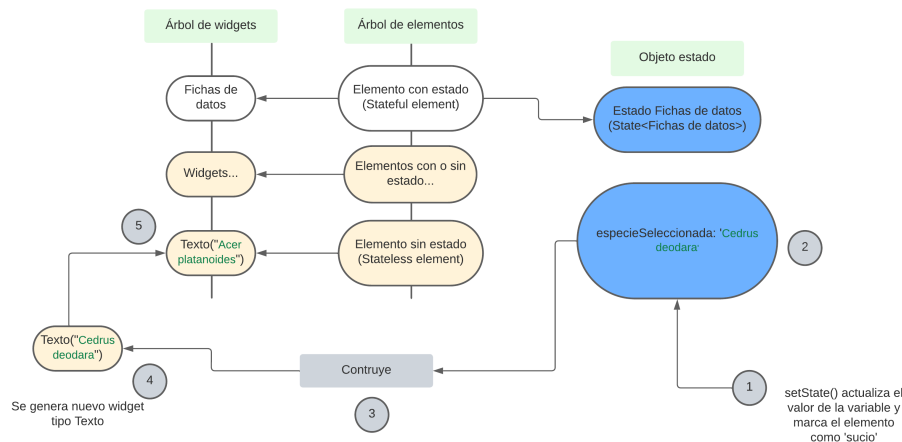 Árbol de widgets
Árbol de elementos
Objeto estado
Fichas de
datos
Elemento con estado
(Stateful element)
Estado Fichas de datos
(State<Fichas de datos>)
Widgets...
Elementos con o sin
estado...
5
Texto("Acer
platanoides")
Elemento sin estado
(Stateless element)
especieSeleccionada: 'Cedrus
deodara'
2
Texto("Cedrus
deodara")
4
Contruye
3
1
Se genera nuevo widget
tipo Texto
setState() actualiza el
valor de la variable y
marca el elemento
como 'sucio'